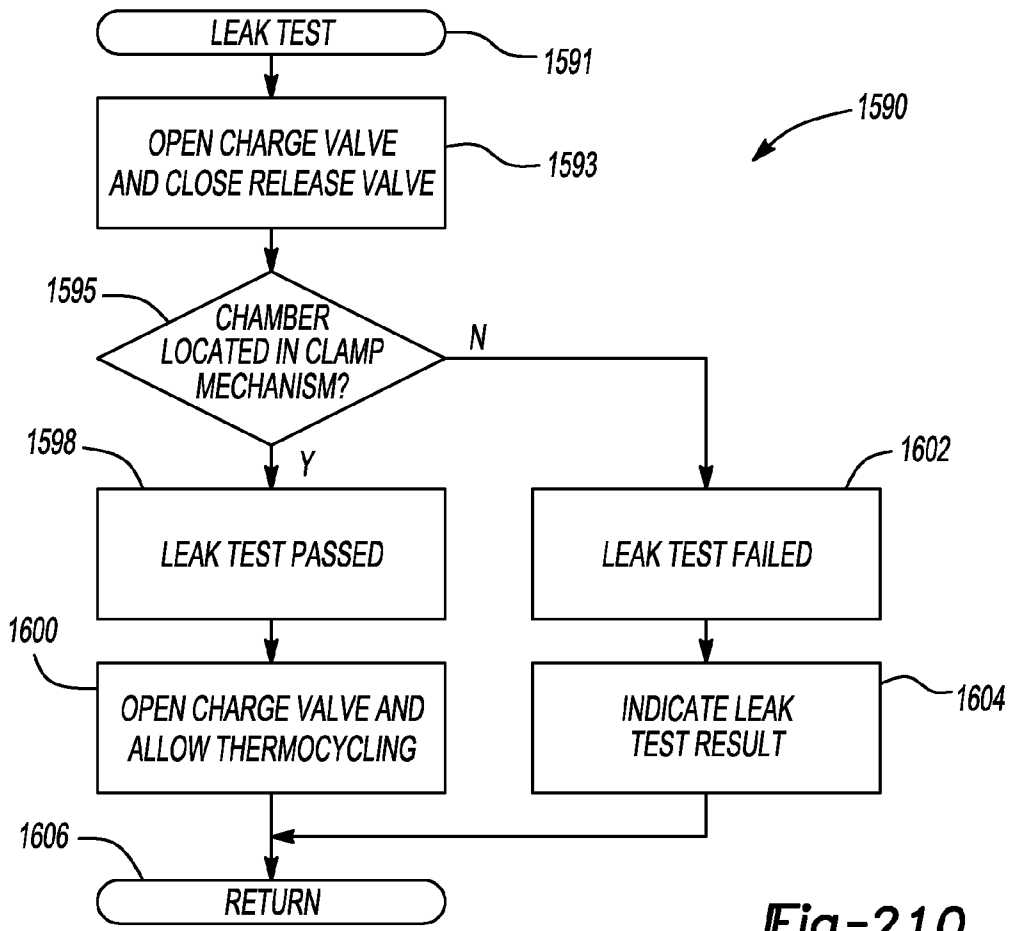 LEAK TEST
1591
1590
OPEN CHARGE VALVE
AND CLOSE RELEASE VALVE
1593
1595
CHAMBER
LOCATED IN CLAMP
MECHANISM?
N
Y
1598
LEAK TEST PASSED
1602
LEAK TEST FAILED
1600
OPEN CHARGE VALVE AND
ALLOW THERMOCYCLING
INDICATE LEAK
TEST RESULT
1604
1606
RETURN
Fig-210